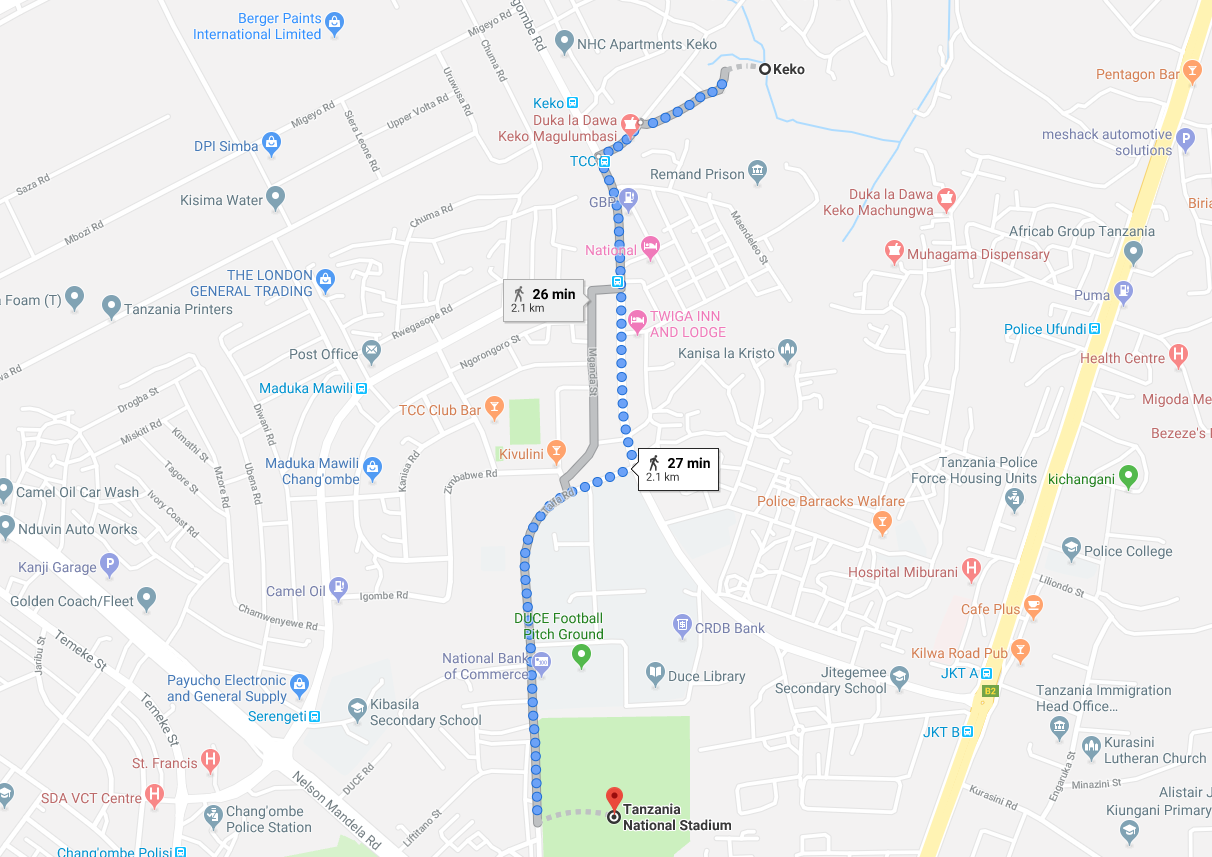 Berger Paints
International Limited
Migeyo Rd
Chuma Rd
NHC Apartments Keko
Keko
Pentagon Bar
Uruwusa Rd
Upper Volta Rd
Migeyo Rd
Siera Leone Rd
Keko
Duka la Dawa
Keko Magulumbasi
meshack automotive
solutions
DPI Simba
TCC
Saza Rd
Remand Prison
Kisima Water
GBP
Duka la Dawa
Keko Machungwa
Chuma Rd
Mbozi Rd
Maendeleo St
Africab Group Tanzania
National
Muhagama Dispensary
THE LONDON
GENERAL TRADING
26 min
2.1 km
Foam (T)
Tanzania Printers
Puma
TWIGA INN
AND LODGE
Rwegasope Rd
Police Ufundi
Post Office
Ngorongoro St
Mganda St
Kanisa la Kristo
Health Centre
Maduka Mawili
Drogba St
Migoda Me
TCC Club Bar
Diwani Rd
Miskiti Rd
Kimathi St
Bezeze's
Kivulini
27 min
2.1 km
Maduka Mawili
Chang'ombe
Kanisa Rd
Zimbabwe Rd
Tanzania Police
Force Housing Units
kichangani
Ubena Rd
Mzore Rd
Tagore St
Camel Oil Car Wash
Ivory Coast Rd
Police Barracks Walfare
Nduvin Auto Works
Police College
Kanji Garage
Hospital Miburani
Liliondo St
Camel Oil
Igombe Rd
Golden Coach/Fleet
Cafe Plus
Chamwenyewe Rd
DUCE Football
Pitch Ground
CRDB Bank
Temeke St
Jaribu St
Kilwa Road Pub
National Bank
of Commerce
Duce Library
Jitegemee
Secondary School
JKT A
B2
Payucho Electronic
and General Supply
Temeke St
Tanzania Immigration
Head Office...
Serengeti
Kibasila
Secondary School
JKT B
Kurasini
Lutheran Church
St. Francis
DUCE Rd
Engaruka St
Minazini St
Nelson Mandela Rd
SDA VCT Centre
Kurasini Rd
Alistair J
Kiungani Primary
Tanzania
National Stadium
Chang'ombe
Police Station
Liftitano St
Chang'ombe Polisi